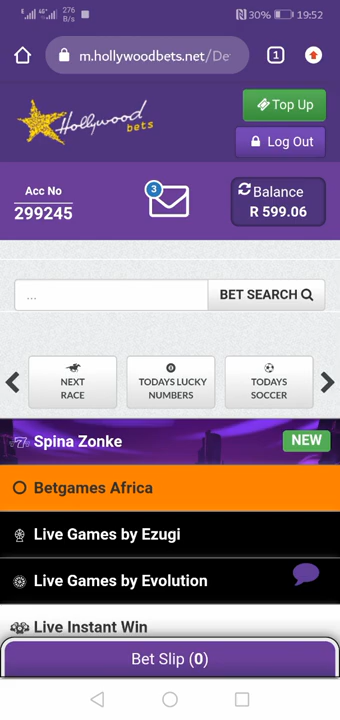 276
B/s
30%
19:52
m.hollywoodbets.net/De
1
Hollywood
bets
Top Up
Log Out
Acc No
299245
3
Balance
R 599.06
...
BET SEARCH
NEXT
RACE
TODAYS LUCKY
NUMBERS
TODAYS
SOCCER
Spina Zonke
NEW
Betgames Africa
Live Games by Ezugi
Live Games by Evolution
Live Instant Win
Bet Slip (0)